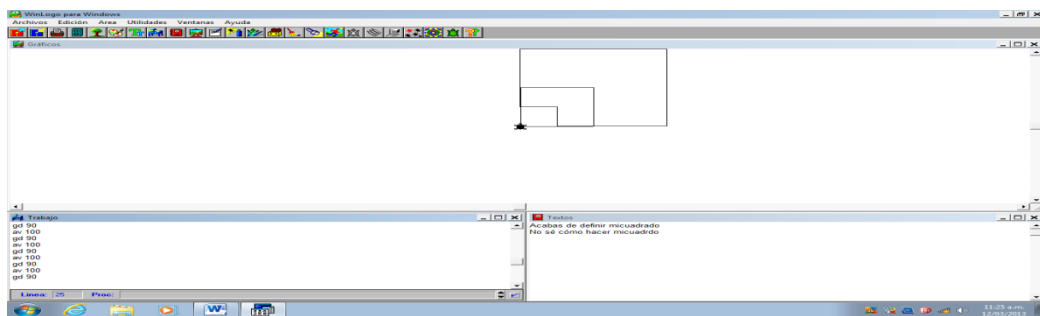 WinLogo para Windows
Archivos Edición Area Utilidades Ventanas Ayuda
Gráficos
Trabajo
gd 90
av 100
gd 90
av 100
gd 90
av 100
gd 90
av 100
gd 90
Línea: 25 Proc:
Textos
Acabas de definir micuadrado
No sé cómo hacer micuadrdo
11:25 a.m.
12/03/2013